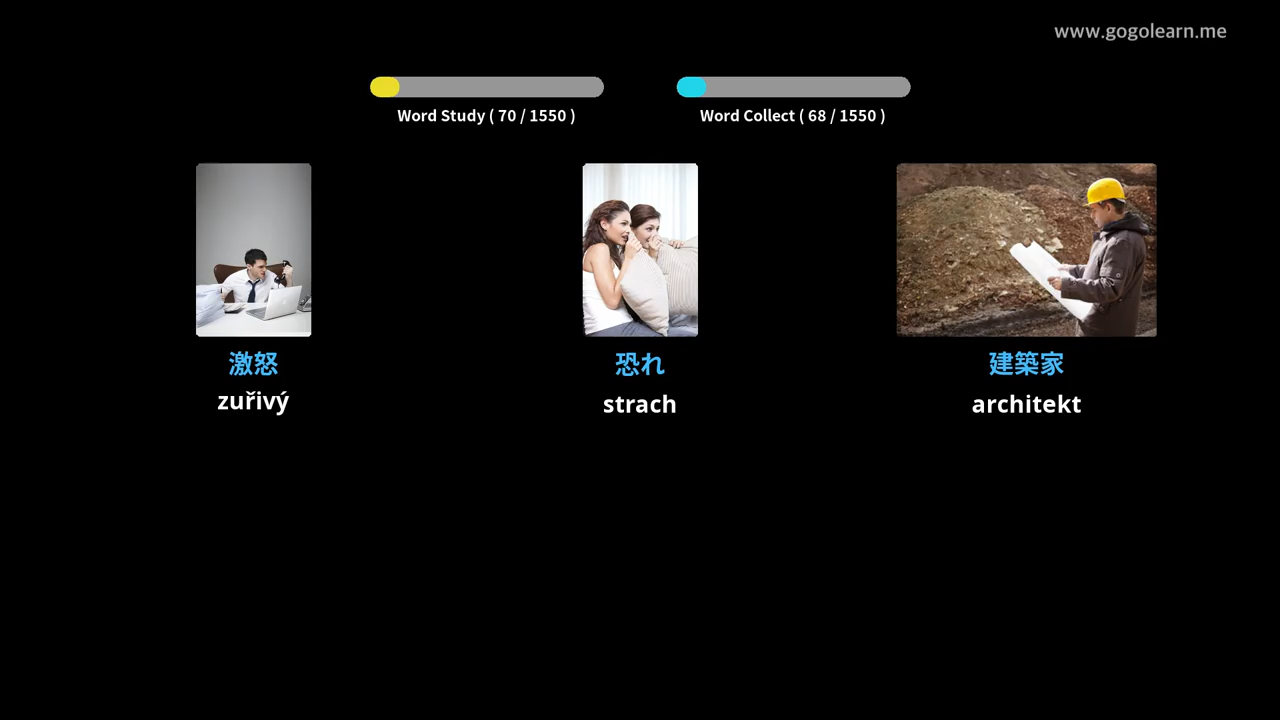 www.gogolearn.me
Word Study ( 70 / 1550 )
Word Collect ( 68 / 1550 )
激怒
zuřivý
恐れ
strach
建築家
architekt